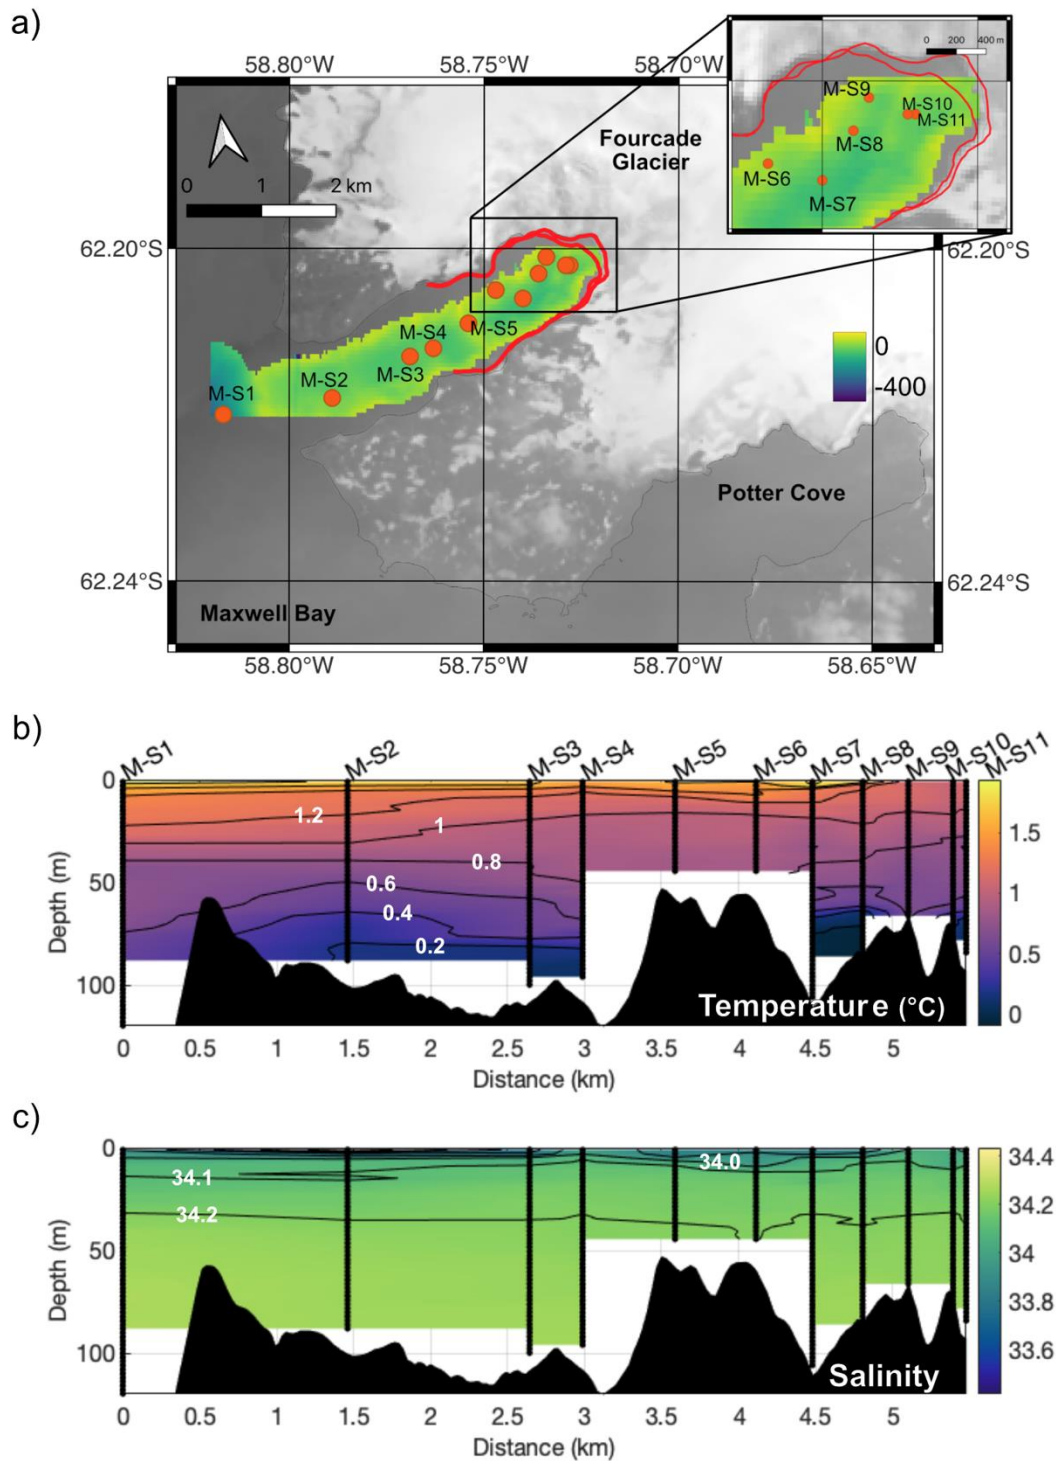 a)
58.80°W 58.75°W 58.70°W
0 200 400 m
M-S9
M-S10
M-S11
M-S8
M-S6
M-S7
Fourcade
Glacier
0 1 2 km
62.20°S 62.20°S
M-S4 M-S5
M-S3
M-S2
M-S1
0
-400
Potter Cove
62.24°S 62.24°S
Maxwell Bay
58.80°W 58.75°W 58.70°W 58.65°W
b)
M-S1 M-S2 M-S3 M-S4 M-S5 M-S6 M-S7 M-S8 M-S9 M-S10 M-S11
0
50
100
Depth (m)
1.2
1
0.8
0.6
0.4
0.2
Temperature (°C)
1.5
1
0.5
0
0 0.5 1 1.5 2 2.5 3 3.5 4 4.5 5
Distance (km)
c)
0
50
100
Depth (m)
34.1
34.0
34.2
Salinity
34.4
34.2
34
33.8
33.6
0 0.5 1 1.5 2 2.5 3 3.5 4 4.5 5
Distance (km)